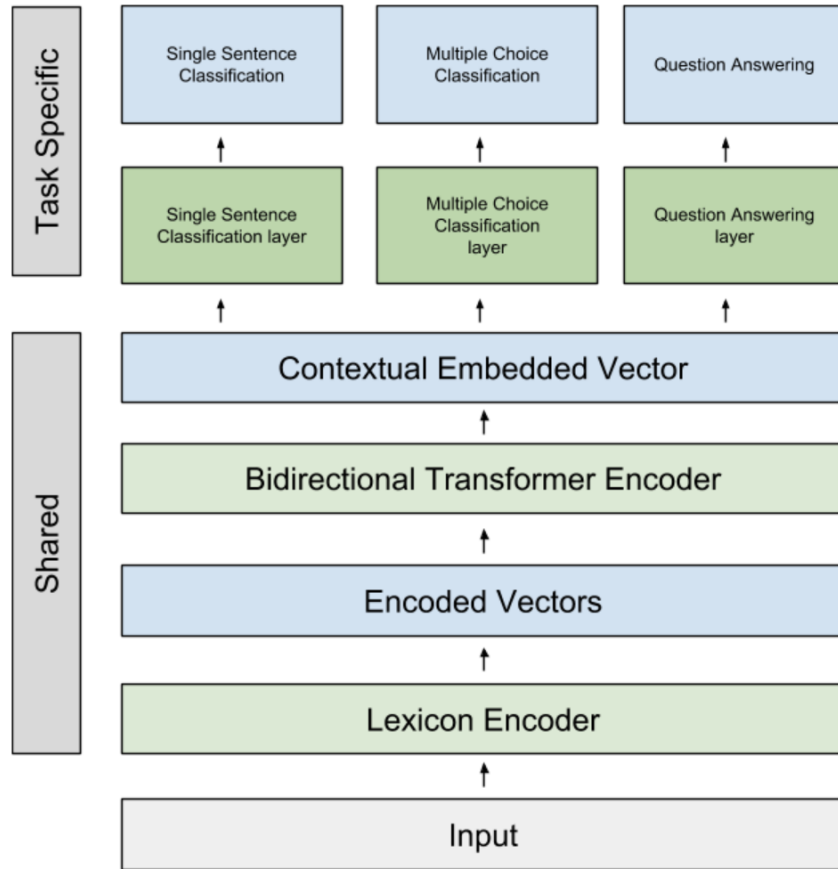 Task Specific
Single Sentence
Classification
Multiple Choice
Classification
Question Answering
Single Sentence
Classification layer
Multiple Choice
Classification
layer
Question Answering
layer
Shared
Contextual Embedded Vector
Bidirectional Transformer Encoder
Encoded Vectors
Lexicon Encoder
Input